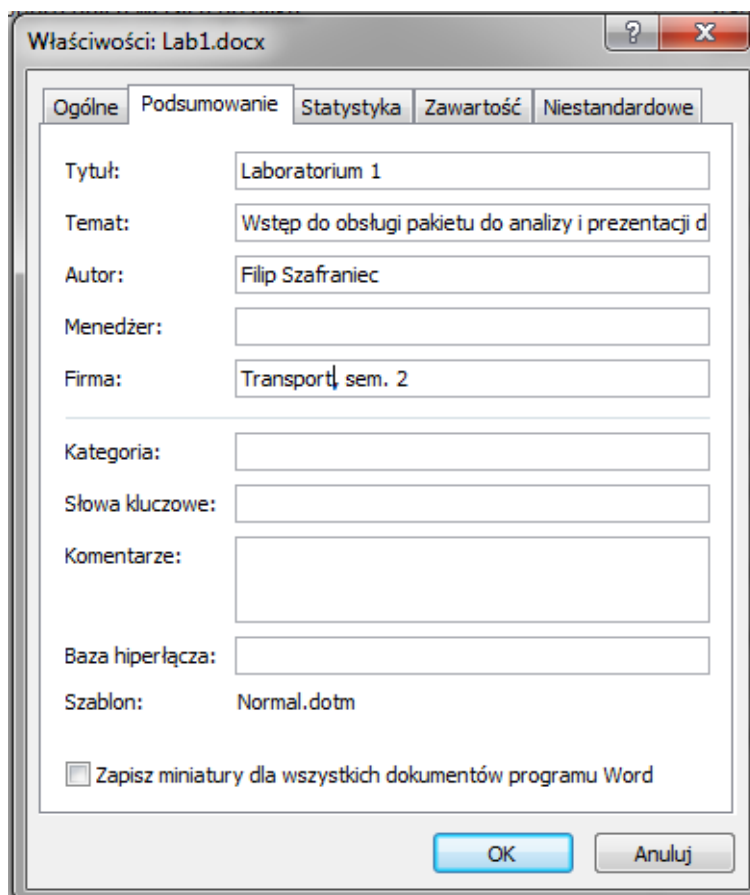 Właściwości: Lab1.docx
Ogólne Podsumowanie Statystyka Zawartość Niestandardowe
Tytuł: Laboratorium 1
Temat: Wstęp do obsługi pakietu do analizy i prezentacji d
Autor: Filip Szafraniec
Menedżer:
Firma: Transport, sem. 2
Kategoria:
Słowa kluczowe:
Komentarze:
Baza hiperłącza:
Szablon: Normal.dotm
Zapisz miniatury dla wszystkich dokumentów programu Word
OK Anuluj